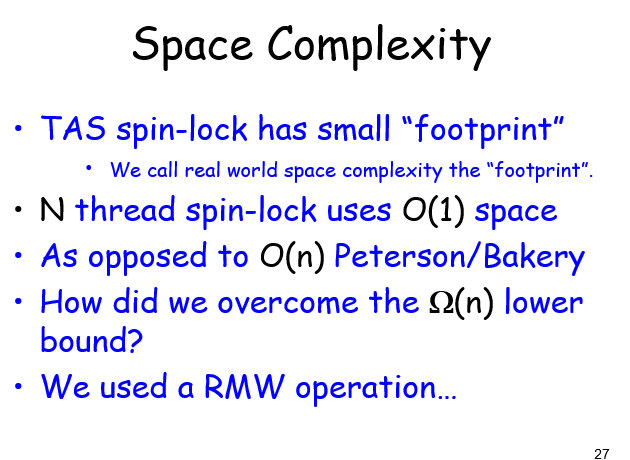 Space Complexity
• TAS spin-lock has small “footprint”
• We call real world space complexity the “footprint”.
• N thread spin-lock uses O(1) space
• As opposed to O(n) Peterson/Bakery
• How did we overcome the Ω(n) lower
bound?
• We used a RMW operation…
27